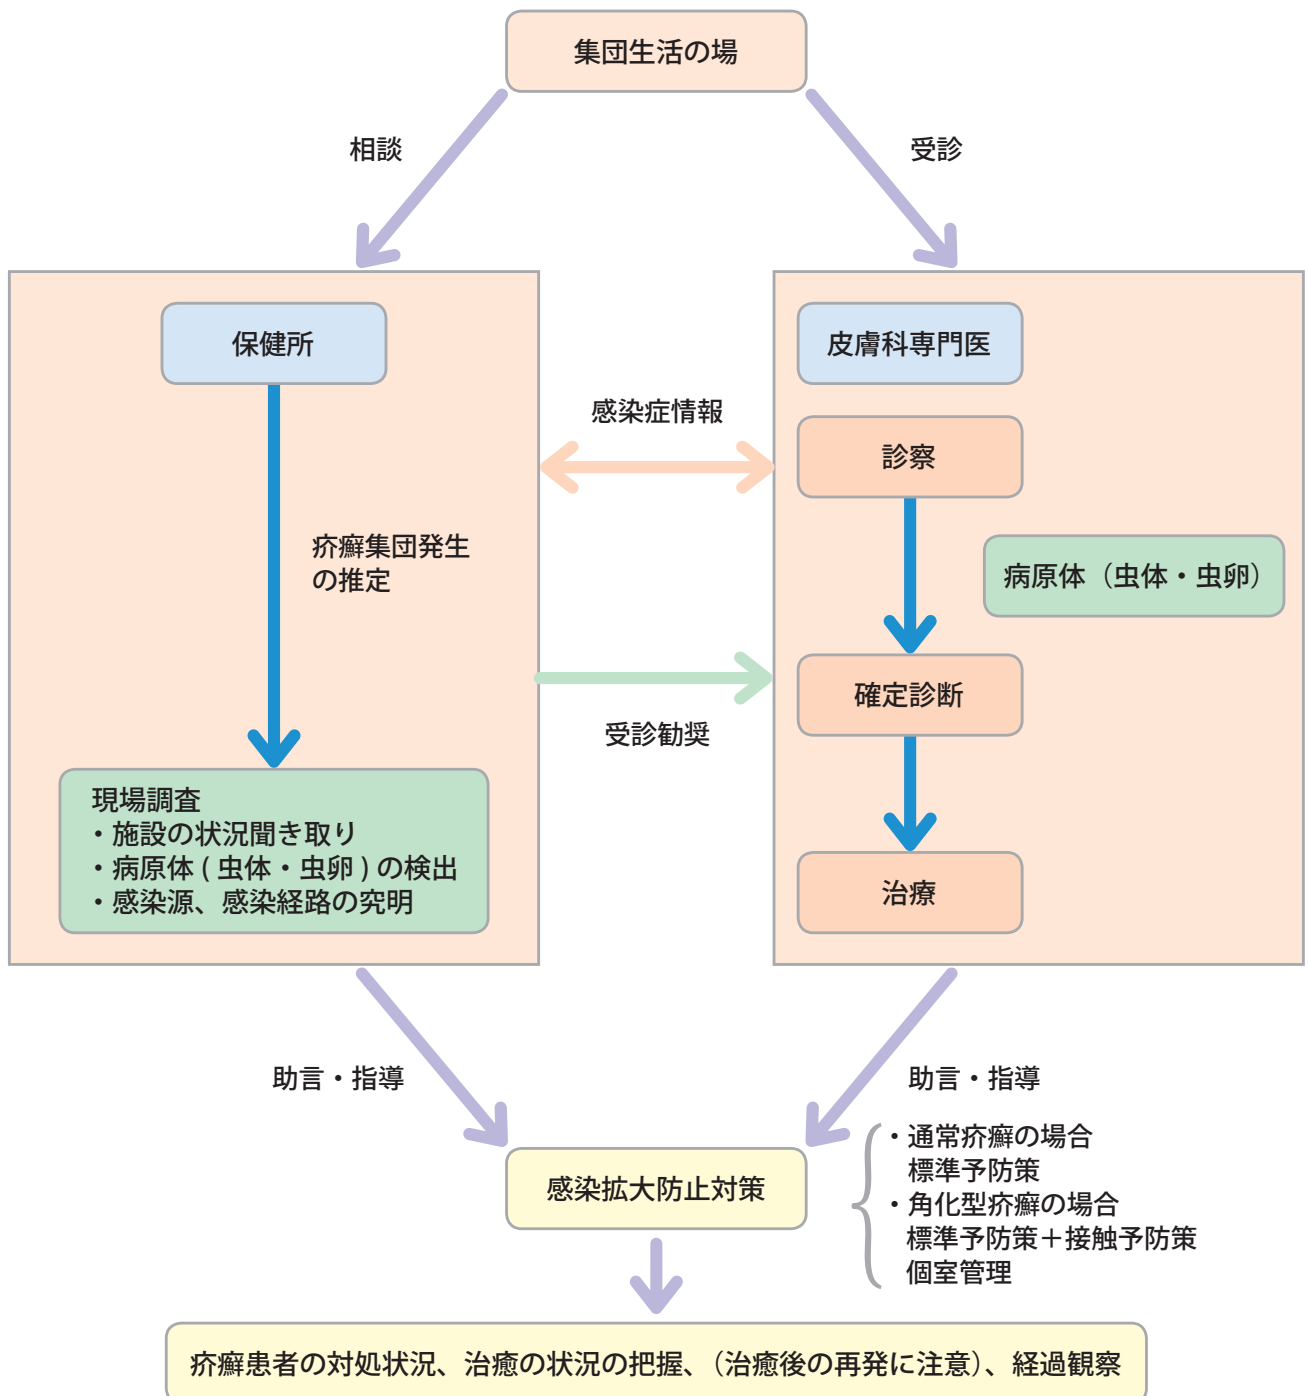 集団生活の場
相談
受診
保健所
皮膚科専門医
感染症情報
診察
疥癬集団発生
の推定
病原体（虫体・虫卵）
確定診断
受診勧奨
現場調査
・施設の状況聞き取り
・病原体 ( 虫体・虫卵 ) の検出
・感染源、感染経路の究明
治療
助言・指導
助言・指導
・通常疥癬の場合
標準予防策
・角化型疥癬の場合
標準予防策＋接触予防策
個室管理
感染拡大防止対策
疥癬患者の対処状況、治癒の状況の把握、（治癒後の再発に注意）、経過観察